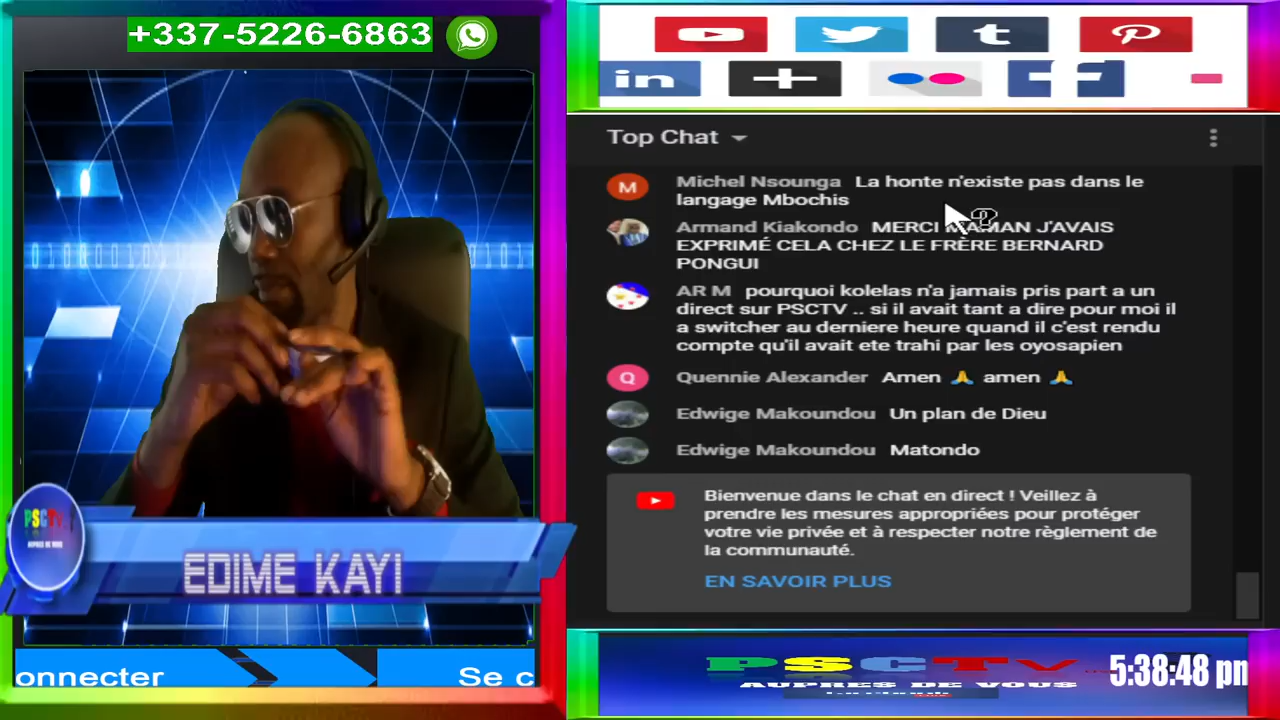 +337-5226-6863
in
Top Chat
M
Michel Nsounga La honte n'existe pas dans le
langage Mbochis
Armand Kiakondo MERCI MAMAN J'AVAIS
EXPRIMÉ CELA CHEZ LE FRÈRE BERNARD
PONGUI
AR M pourquoi kolelas n'a jamais pris part a un
direct sur PSCTV .. si il avait tant a dire pour moi il
a switcher au derniere heure quand il c'est rendu
compte qu'il avait ete trahi par les oyosapien
Q
Quennie Alexander Amen 🙏 amen 🙏
Edwige Makoundou Un plan de Dieu
Edwige Makoundou Matondo
Bienvenue dans le chat en direct ! Veillez à
prendre les mesures appropriées pour protéger
votre vie privée et à respecter notre règlement de
la communauté.
EN SAVOIR PLUS
PSCTV
AUPRES DE VOUS
EDIME KAYI
onnecter
Se c
PSCTV
AUPRES DE VOUS
5:38:48 pm